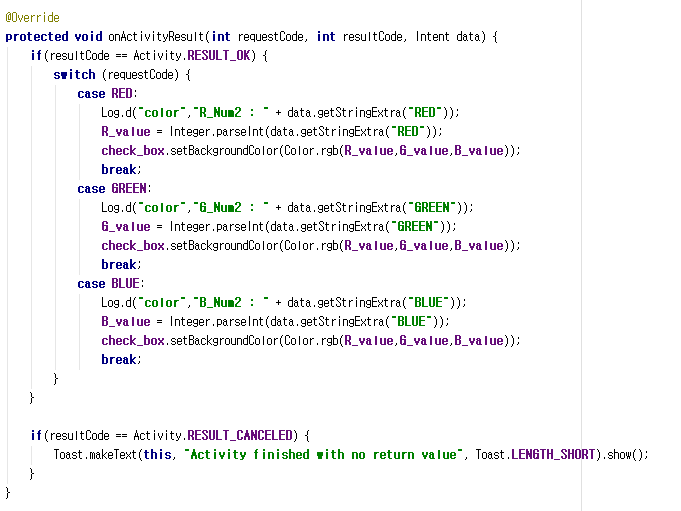 @Override
protected void onActivityResult(int requestCode, int resultCode, Intent data) {
    if(resultCode == Activity.RESULT_OK) {
        switch (requestCode) {
            case RED:
                Log.d("color","R_Num2 : " + data.getStringExtra("RED"));
                R_value = Integer.parseInt(data.getStringExtra("RED"));
                check_box.setBackgroundColor(Color.rgb(R_value,G_value,B_value));
                break;
            case GREEN:
                Log.d("color","G_Num2 : " + data.getStringExtra("GREEN"));
                G_value = Integer.parseInt(data.getStringExtra("GREEN"));
                check_box.setBackgroundColor(Color.rgb(R_value,G_value,B_value));
                break;
            case BLUE:
                Log.d("color","B_Num2 : " + data.getStringExtra("BLUE"));
                B_value = Integer.parseInt(data.getStringExtra("BLUE"));
                check_box.setBackgroundColor(Color.rgb(R_value,G_value,B_value));
                break;
        }
    }

    if(resultCode == Activity.RESULT_CANCELED) {
        Toast.makeText(this, "Activity finished with no return value", Toast.LENGTH_SHORT).show();
    }
}